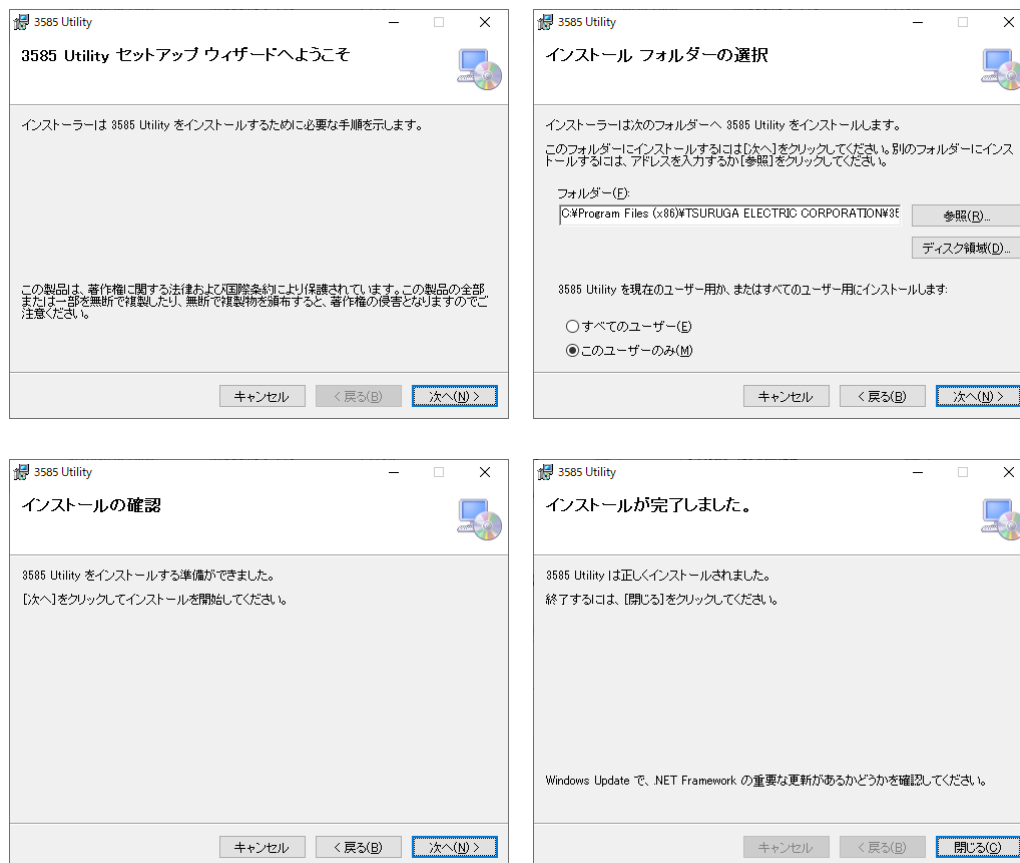 3585 Utility
3585 Utility セットアップ ウィザードへようこそ
インストーラーは 3585 Utility をインストールするために必要な手順を示します。
この製品は、著作権に関する法律および国際条約により保護されています。この製品の全部
または一部を無断で複製したり、無断で複製物を頒布すると、著作権の侵害となりますのでご
注意ください。
キャンセル
< 戻る(B)
次へ(N) >
3585 Utility
インストール フォルダーの選択
インストーラーは次のフォルダーへ 3585 Utility をインストールします。
このフォルダーにインストールするには[次へ]をクリックしてください。別のフォルダーにインス
トールするには、アドレスを入力するか[参照]をクリックしてください。
フォルダー(F):
C:¥Program Files (x86)¥TSURUGA ELECTRIC CORPORATION¥35
参照(R)...
ディスク領域(D)...
3585 Utility を現在のユーザー用か、またはすべてのユーザー用にインストールします:
すべてのユーザー(E)
このユーザーのみ(M)
キャンセル
< 戻る(B)
次へ(N) >
3585 Utility
インストールの確認
3585 Utility をインストールする準備ができました。
[次へ]をクリックしてインストールを開始してください。
キャンセル
< 戻る(B)
次へ(N) >
3585 Utility
インストールが完了しました。
3585 Utility は正しくインストールされました。
終了するには、[閉じる]をクリックしてください。
Windows Update で、.NET Framework の重要な更新があるかどうかを確認してください。
キャンセル
< 戻る(B)
閉じる(C)